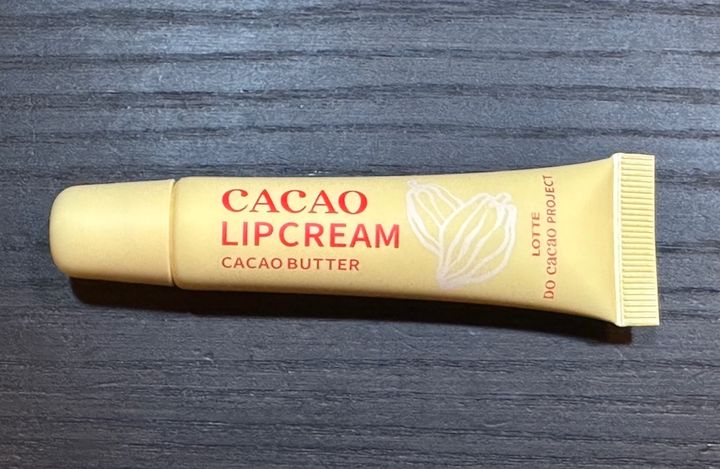 CACAO
LIPCREAM
CACAO BUTTER
LOTTE
DO cacao PROJECT